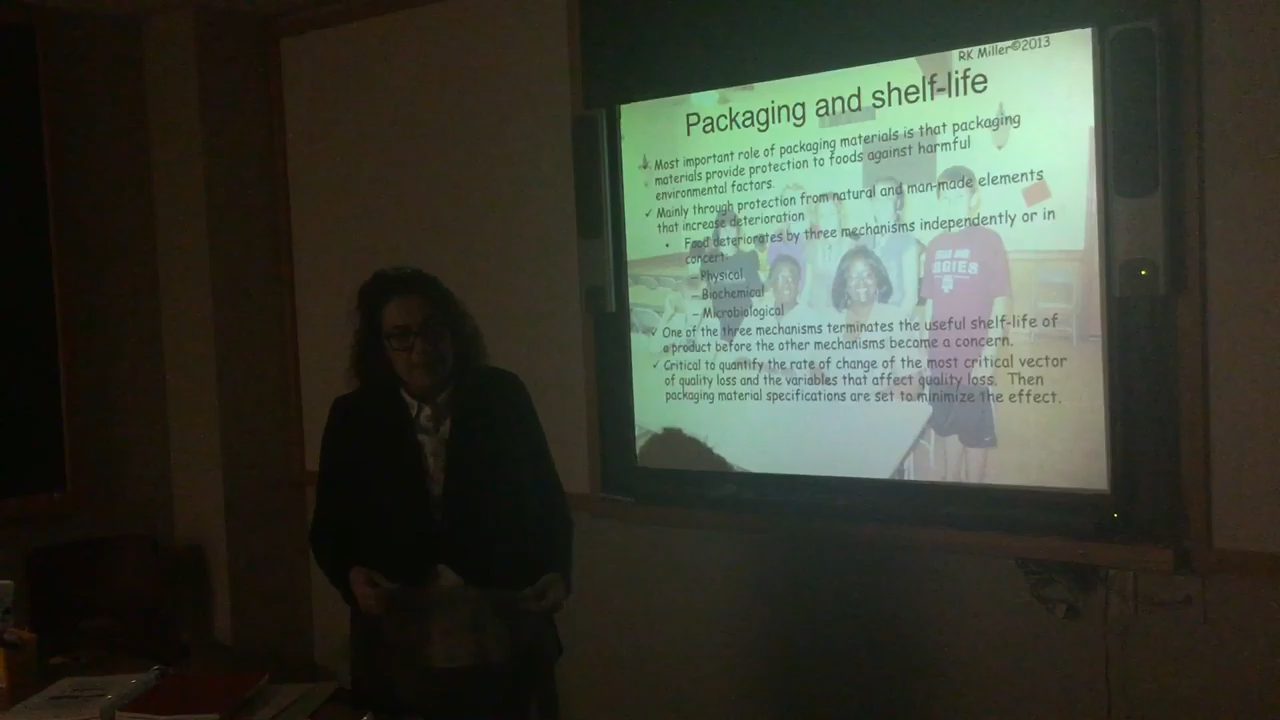 RK Miller©2013
Packaging and shelf-life
Most important role of packaging materials is that packaging
materials provide protection to foods against harmful
environmental factors.
✓ Mainly through protection from natural and man-made elements
that increase deterioration
• Food deteriorates by three mechanisms independently or in
concert:
– Physical
– Biochemical
– Microbiological
✓ One of the three mechanisms terminates the useful shelf-life of
a product before the other mechanisms become a concern.
✓ Critical to quantify the rate of change of the most critical vector
of quality loss and the variables that affect quality loss. Then
packaging material specifications are set to minimize the effect.